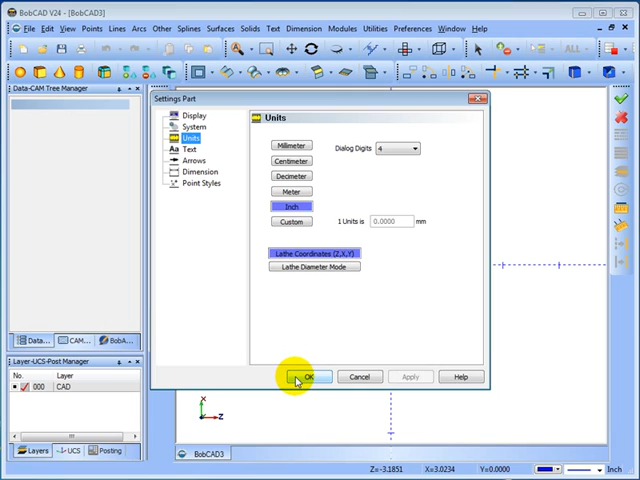 BobCAD V24 - [BobCAD3]
File Edit View Points Lines Arcs Other Splines Surfaces Solids Text Dimension Modules Utilities Preferences Window Help
ALL
Data-CAM Tree Manager
Data... CAM... BobA...
Layer-UCS-Post Manager
No. Layer
000 CAD
Layers UCS Posting
Settings Part
Display
System
Units
Aa Text
Arrows
Dimension
Point Styles
Units
Millimeter
Centimeter
Decimeter
Meter
Inch
Custom
Dialog Digits 4
1 Units is 0.0000 mm
Lathe Coordinates (Z,X,Y)
Lathe Diameter Mode
OK Cancel Apply Help
X
Z
BobCAD3
Z=-3.1851 X=3.0234 Y=0.0000 Inch